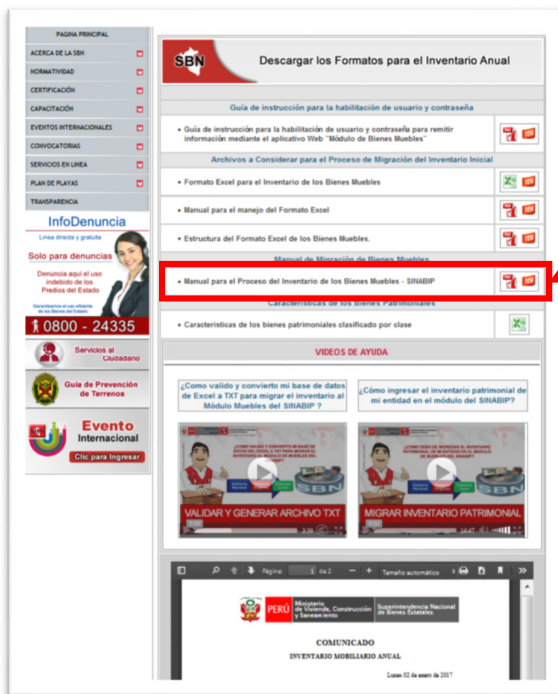 PAGINA PRINCIPAL
ACERCA DE LA SBN
NORMATIVIDAD
CERTIFICACIÓN
CAPACITACIÓN
EVENTOS INTERNACIONALES
CONVOCATORIAS
SERVICIOS EN LINEA
PLAN DE PLAYAS
TRANSPARENCIA
InfoDenuncia
Linea directa y gratuita
Solo para denuncias
Denuncia aquí el uso
indebido de los
Predios del Estado
Garantizamos el uso eficiente
de los Bienes del Estado
0800 - 24335
Servicios al
Ciudadano
Guía de Prevención
de Terrenos
Evento
Internacional
Clic para Ingresar
SBN
Descargar los Formatos para el Inventario Anual
Guía de instrucción para la habilitación de usuario y contraseña
• Guía de instrucción para la habilitación de usuario y contraseña para remitir
información mediante el aplicativo Web "Módulo de Bienes Muebles"
Archivos a Considerar para el Proceso de Migración del Inventario Inicial
• Formato Excel para el Inventario de los Bienes Muebles
• Manual para el manejo del Formato Excel
• Estructura del Formato Excel de los Bienes Muebles.
Manual de Migración de Bienes Muebles
• Manual para el Proceso del Inventario de los Bienes Muebles - SINABIP
Características de los Bienes Patrimoniales
• Características de los bienes patrimoniales clasificado por clase
VIDEOS DE AYUDA
¿Como valido y convierto mi base de datos
de Excel a TXT para migrar el inventario al
Módulo Muebles del SINABIP ?
¿Cómo ingresar el inventario patrimonial de
mi entidad en el módulo del SINABIP?
VALIDAR Y GENERAR ARCHIVO TXT
SBN
MIGRAR INVENTARIO PATRIMONIAL
Página: 1 de 2
Tamaño automático
PERÚ
Ministerio
de Vivienda, Construcción
y Saneamiento
Superintendencia Nacional
de Bienes Estatales
COMUNICADO
INVENTARIO MOBILIARIO ANUAL
Lunes 02 de enero de 2017